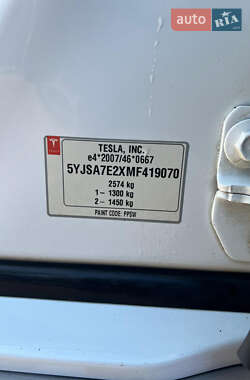 auto RIA
TESLA, INC.
e4*2007/46*0667
5YJSA7E2XMF419070
2574 kg
1– 1300 kg
2– 1450 kg
PAINT CODE: PPSW